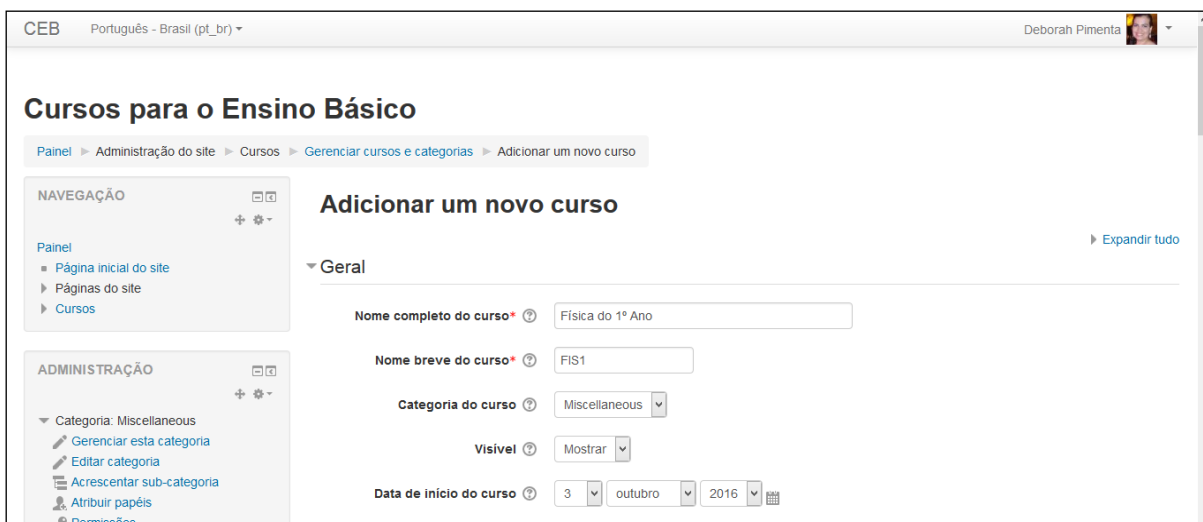 CEB Português - Brasil (pt_br) Deborah Pimenta
Cursos para o Ensino Básico
Painel Administração do site Cursos Gerenciar cursos e categorias Adicionar um novo curso
NAVEGAÇÃO
Painel
Página inicial do site
Páginas do site
Cursos
ADMINISTRAÇÃO
Categoria: Miscellaneous
Gerenciar esta categoria
Editar categoria
Acrescentar sub-categoria
Atribuir papéis
Permissões
Adicionar um novo curso
Expandir tudo
Geral
Nome completo do curso* Física do 1º Ano
Nome breve do curso* FIS1
Categoria do curso Miscellaneous
Visível Mostrar
Data de início do curso 3 outubro 2016